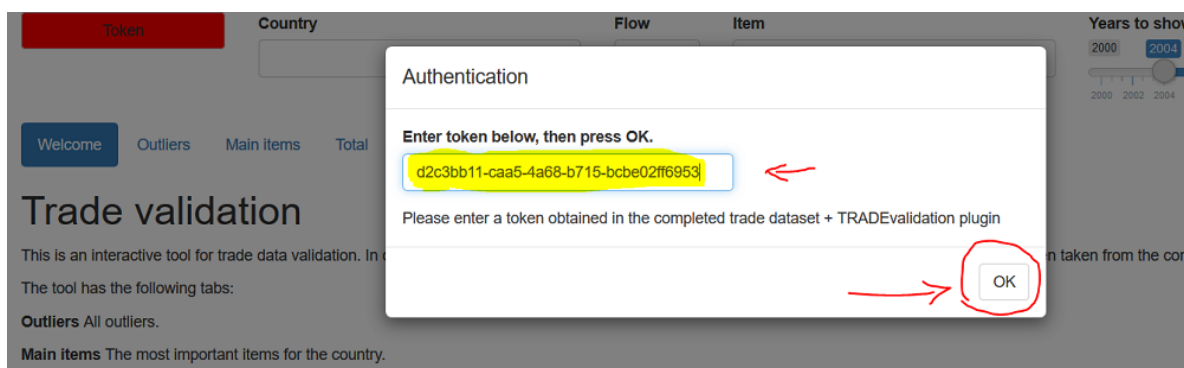 Token
Country
Flow
Item
Years to show
2000 2004
2000 2002 2004
Authentication
Enter token below, then press OK.
d2c3bb11-caa5-4a68-b715-bcbe02ff6953
Please enter a token obtained in the completed trade dataset + TRADEvalidation plugin
OK
Welcome Outliers Main items Total
Trade validation
This is an interactive tool for trade data validation. In
n taken from the con
The tool has the following tabs:
Outliers All outliers.
Main items The most important items for the country.